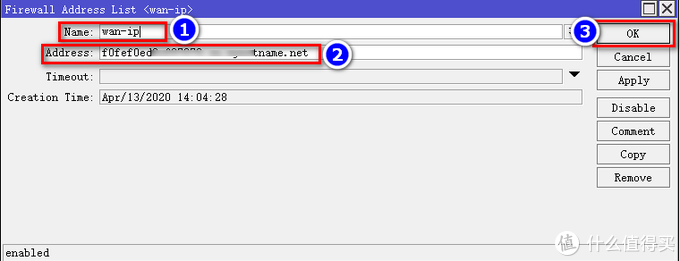 Firewall Address List <wan-ip>
Name: wan-ip
1
3
OK
Address: f0fef0ed tname.net
2
Cancel
Timeout:
Apply
Creation Time: Apr/13/2020 14:04:28
Disable
Comment
Copy
Remove
enabled
值 什么值得买